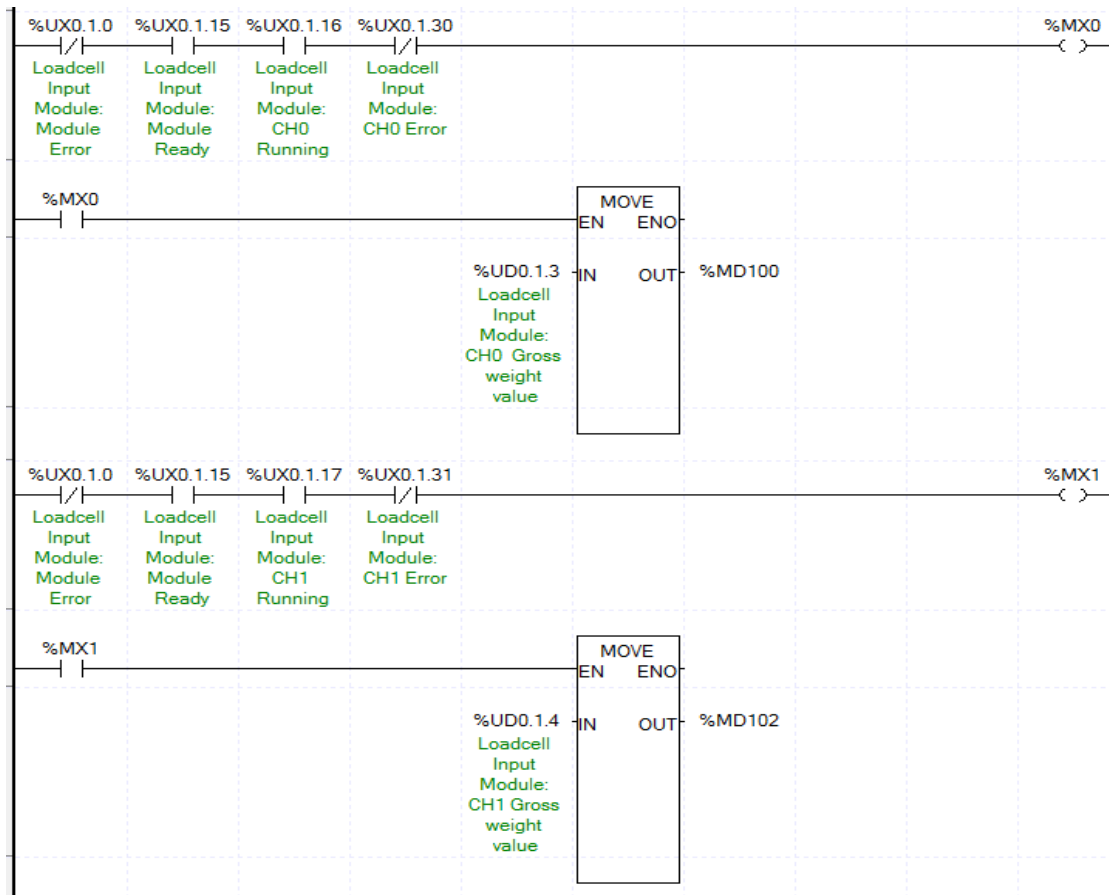 %UX0.1.0 %UX0.1.15 %UX0.1.16 %UX0.1.30 %MX0
Loadcell Loadcell Loadcell Loadcell
Input Input Input Input
Module: Module: Module: Module:
Module Module CH0 CH0 Error
Error Ready Running
%MX0 MOVE
EN ENO
%UD0.1.3 IN OUT %MD100
Loadcell
Input
Module:
CH0 Gross
weight
value
%UX0.1.0 %UX0.1.15 %UX0.1.17 %UX0.1.31 %MX1
Loadcell Loadcell Loadcell Loadcell
Input Input Input Input
Module: Module: Module: Module:
Module Module CH1 CH1 Error
Error Ready Running
%MX1 MOVE
EN ENO
%UD0.1.4 IN OUT %MD102
Loadcell
Input
Module:
CH1 Gross
weight
value